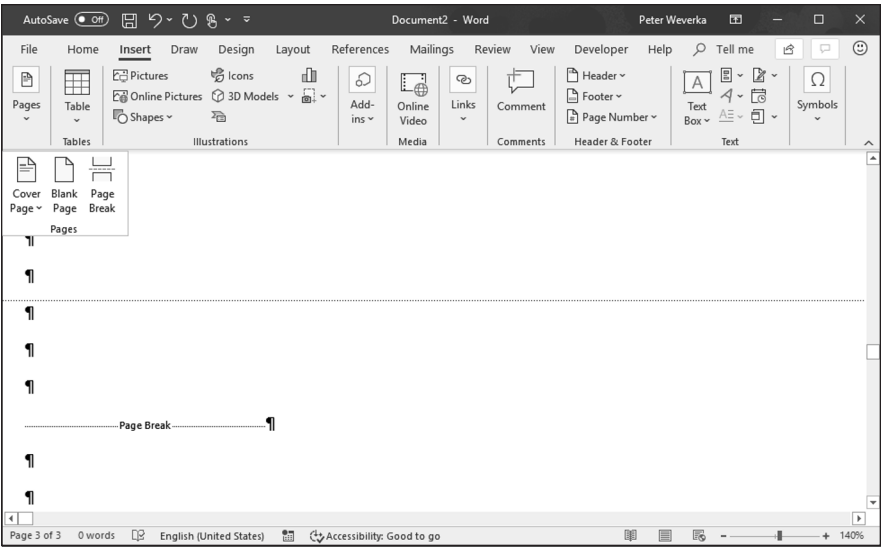 AutoSave Off Document2 - Word Peter Weverka
File Home Insert Draw Design Layout References Mailings Review View Developer Help Tell me
Pictures Icons Header
Online Pictures 3D Models Footer
Shapes Page Number
Pages Table Add-ins Online Video Links Comment Text Box Symbols
Tables Illustrations Media Comments Header & Footer Text
Cover Page Blank Page Page Break
Pages
¶
¶
¶
¶
¶
Page Break ¶
¶
¶
Page 3 of 3 0 words English (United States) Accessibility: Good to go 140%